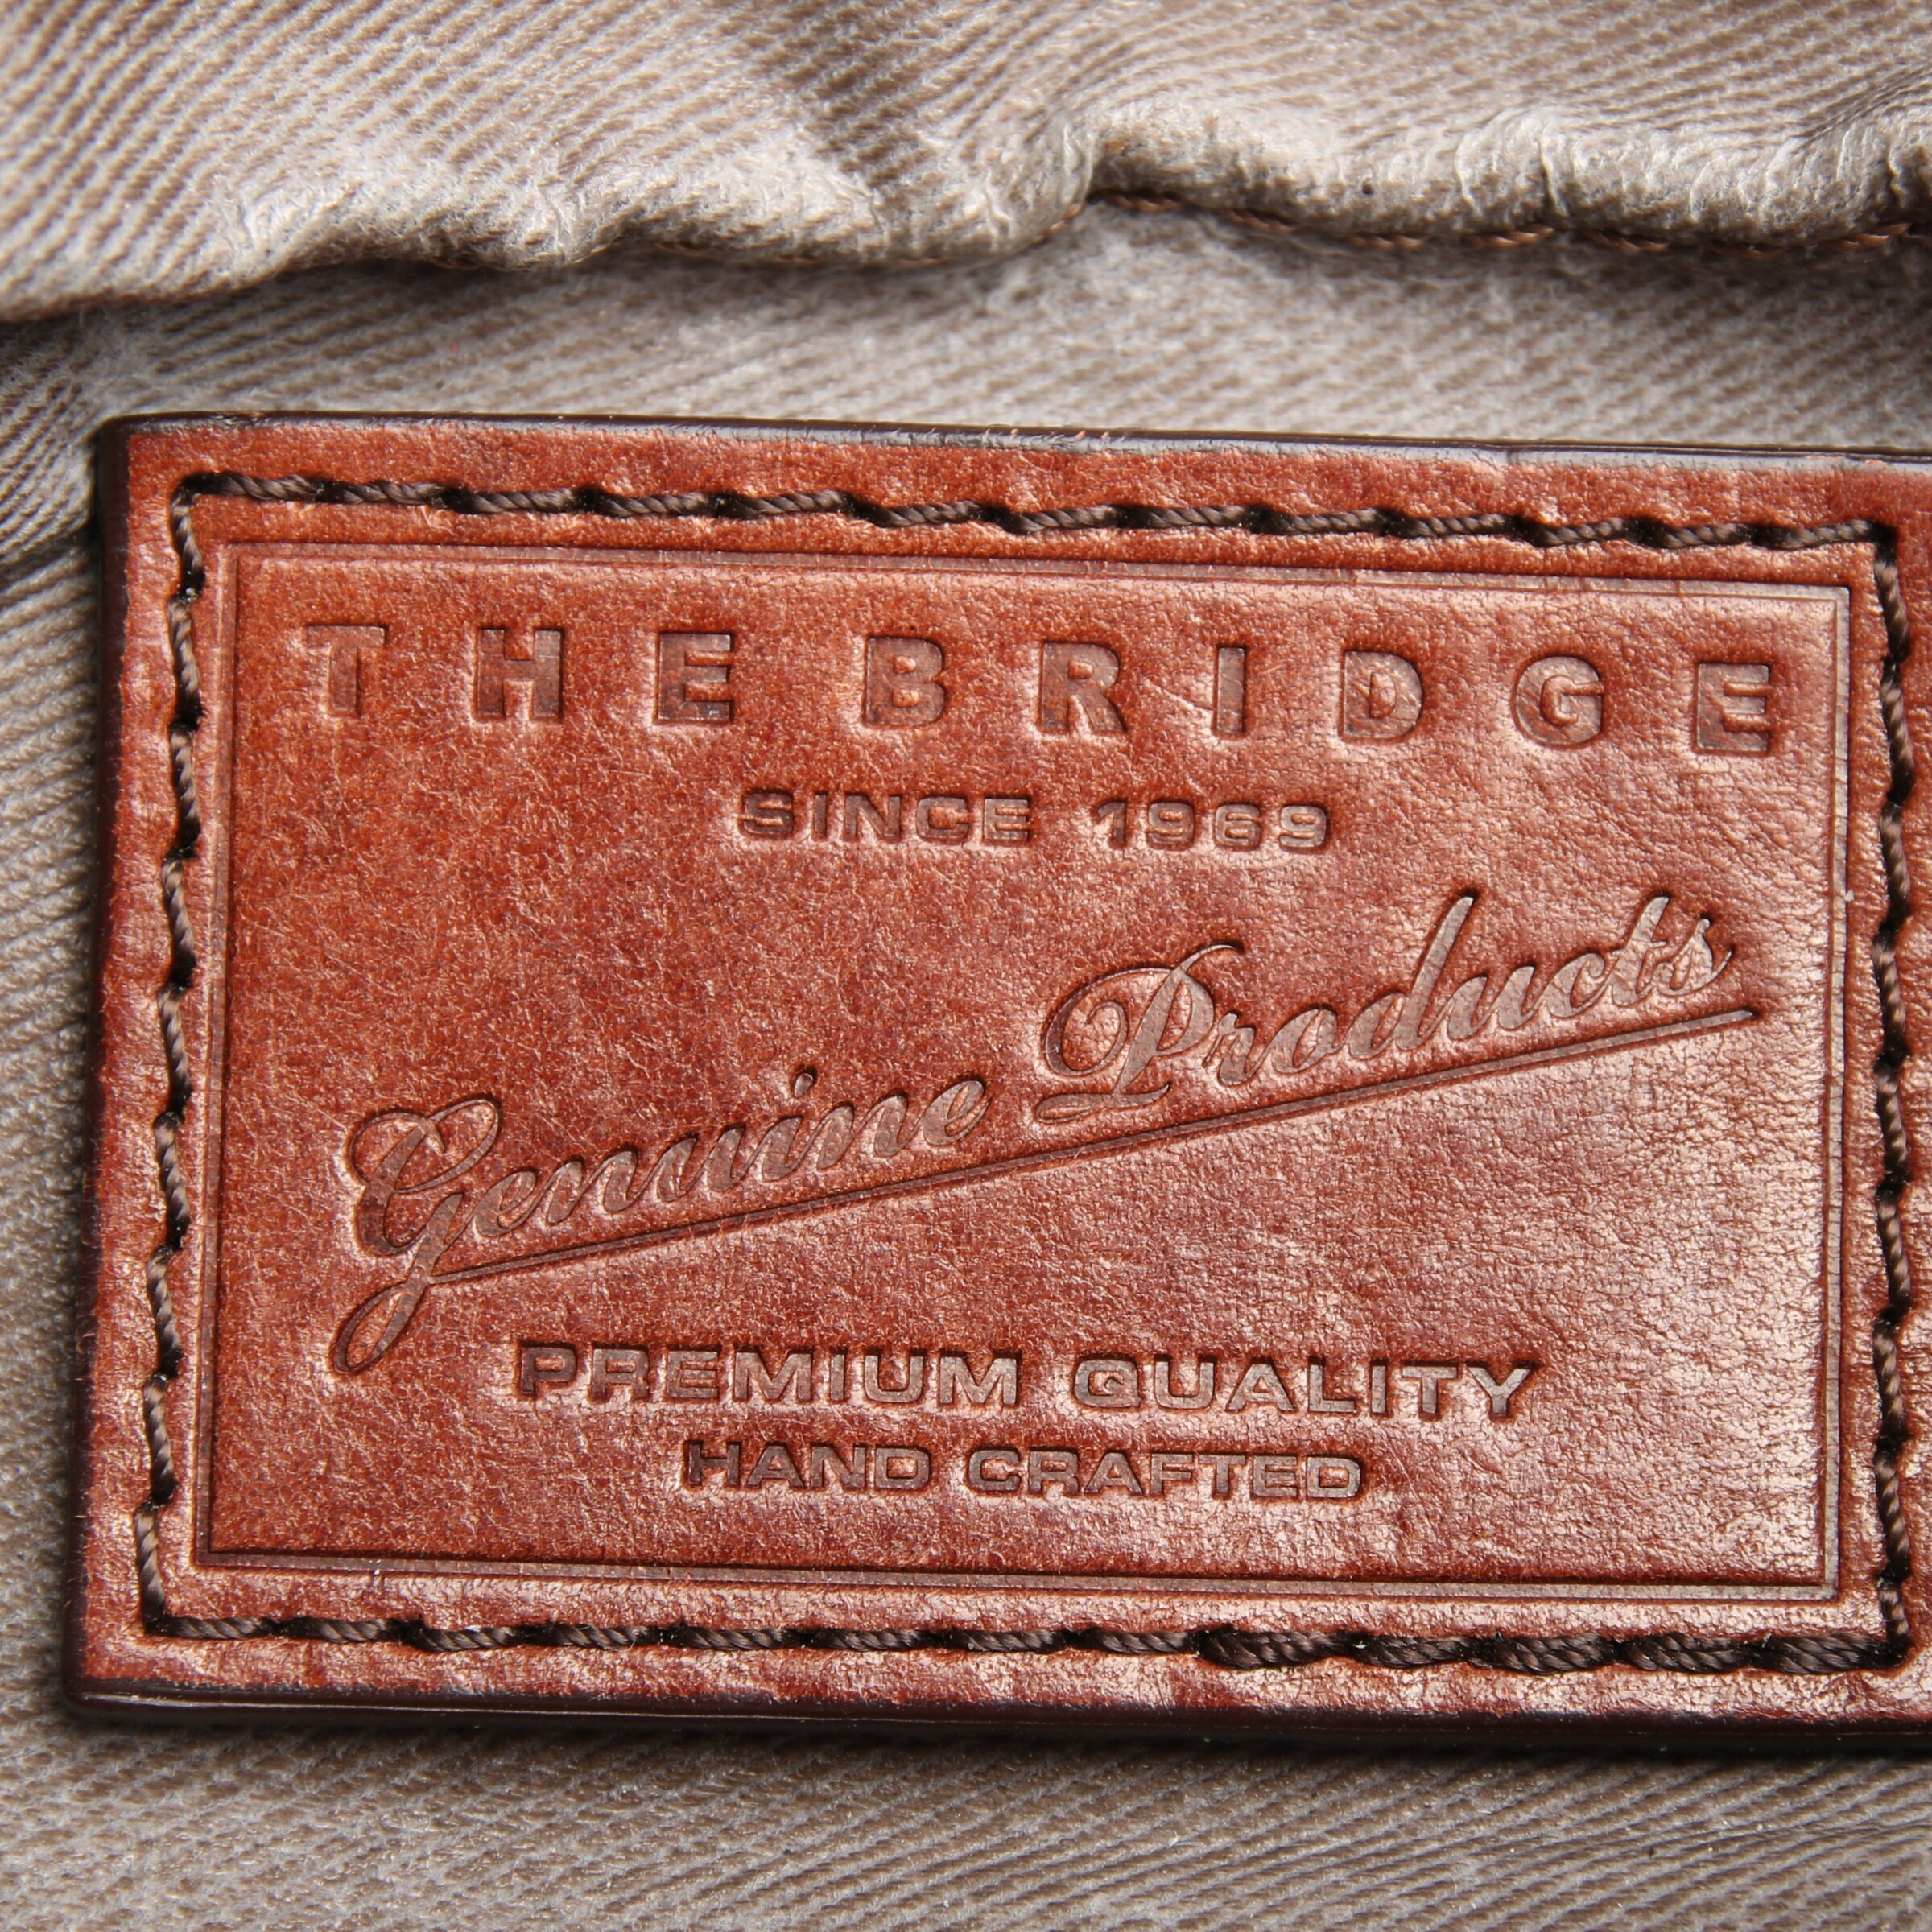 THE BRIDGE
SINCE 1969
Genuine Products
PREMIUM QUALITY
HAND CRAFTED